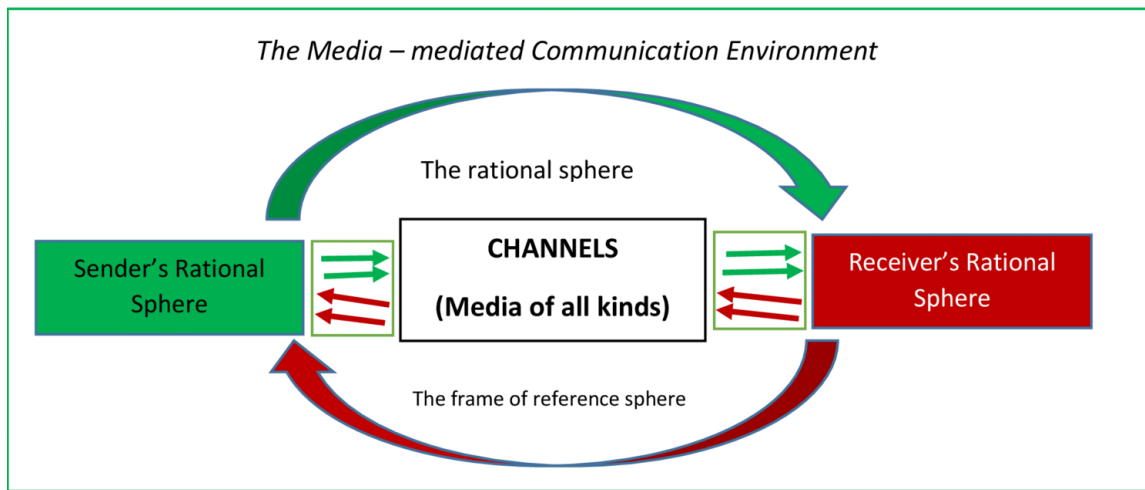 The Media – mediated Communication Environment
The rational sphere
Sender's Rational
Sphere
CHANNELS
(Media of all kinds)
Receiver's Rational
Sphere
The frame of reference sphere